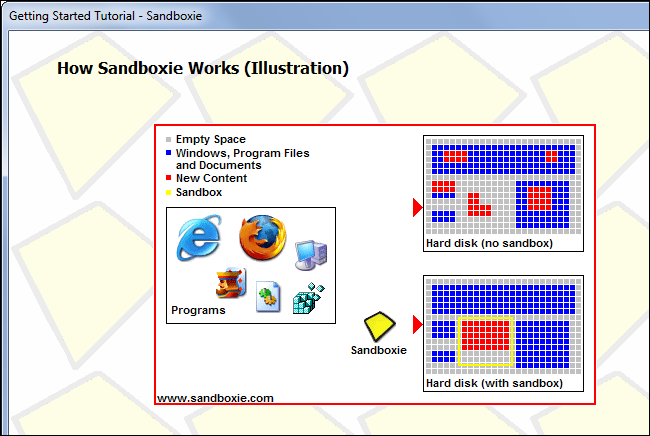 Getting Started Tutorial - Sandboxie
How Sandboxie Works (Illustration)
Empty Space
Windows, Program Files
and Documents
New Content
Sandbox
Programs
Hard disk (no sandbox)
Sandboxie
Hard disk (with sandbox)
www.sandboxie.com